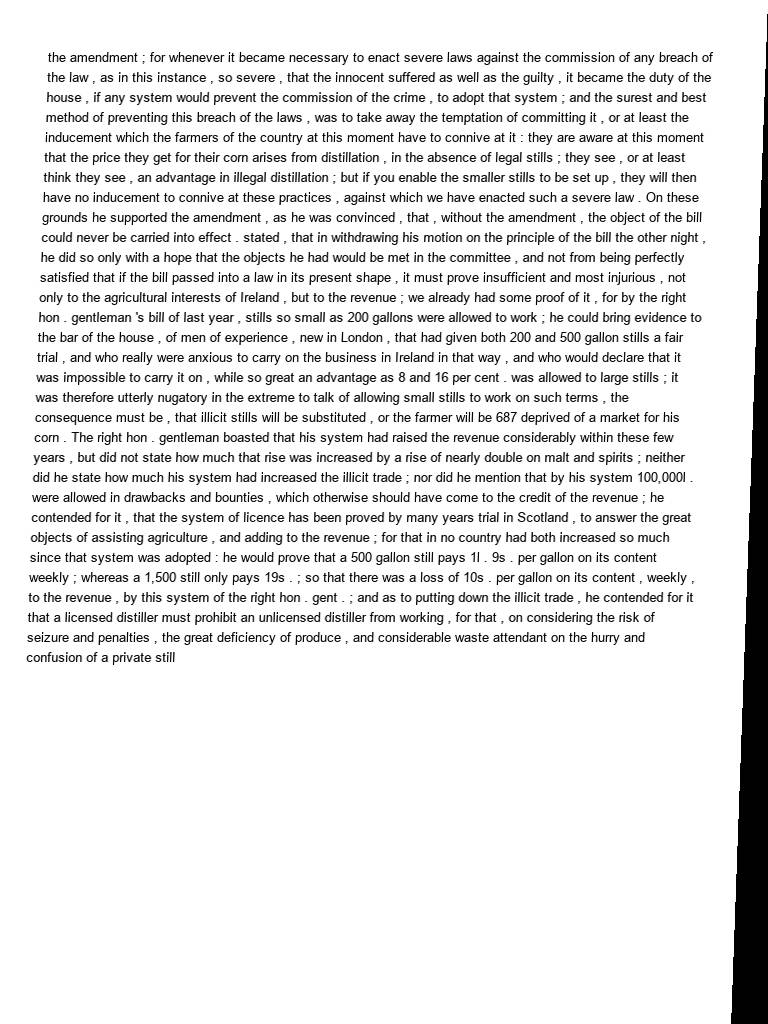 the amendment ; for whenever it became necessary to enact severe laws against the commission of any breach of
the law , as in this instance , so severe , that the innocent suffered as well as the guilty , it became the duty of the
house , if any system would prevent the commission of the crime , to adopt that system ; and the surest and best
method of preventing this breach of the laws , was to take away the temptation of committing it , or at least the
inducement which the farmers of the country at this moment have to connive at it : they are aware at this moment
that the price they get for their corn arises from distillation , in the absence of legal stills ; they see , or at least
think they see , an advantage in illegal distillation ; but if you enable the smaller stills to be set up , they will then
have no inducement to connive at these practices , against which we have enacted such a severe law . On these
grounds he supported the amendment , as he was convinced , that , without the amendment , the object of the bill
could never be carried into effect . stated , that in withdrawing his motion on the principle of the bill the other night ,
he did so only with a hope that the objects he had would be met in the committee , and not from being perfectly
satisfied that if the bill passed into a law in its present shape , it must prove insufficient and most injurious , not
only to the agricultural interests of Ireland , but to the revenue ; we already had some proof of it , for by the right
hon . gentleman 's bill of last year , stills so small as 200 gallons were allowed to work ; he could bring evidence to
the bar of the house , of men of experience , new in London , that had given both 200 and 500 gallon stills a fair
trial , and who really were anxious to carry on the business in Ireland in that way , and who would declare that it
was impossible to carry it on , while so great an advantage as 8 and 16 per cent . was allowed to large stills ; it
was therefore utterly nugatory in the extreme to talk of allowing small stills to work on such terms , the
consequence must be , that illicit stills will be substituted , or the farmer will be 687 deprived of a market for his
corn . The right hon . gentleman boasted that his system had raised the revenue considerably within these few
years , but did not state how much that rise was increased by a rise of nearly double on malt and spirits ; neither
did he state how much his system had increased the illicit trade ; nor did he mention that by his system 100,000l .
were allowed in drawbacks and bounties , which otherwise should have come to the credit of the revenue ; he
contended for it , that the system of licence has been proved by many years trial in Scotland , to answer the great
objects of assisting agriculture , and adding to the revenue ; for that in no country had both increased so much
since that system was adopted : he would prove that a 500 gallon still pays 1l . 9s . per gallon on its content
weekly ; whereas a 1,500 still only pays 19s . ; so that there was a loss of 10s . per gallon on its content , weekly ,
to the revenue , by this system of the right hon . gent . ; and as to putting down the illicit trade , he contended for it
that a licensed distiller must prohibit an unlicensed distiller from working , for that , on considering the risk of
seizure and penalties , the great deficiency of produce , and considerable waste attendant on the hurry and
confusion of a private still